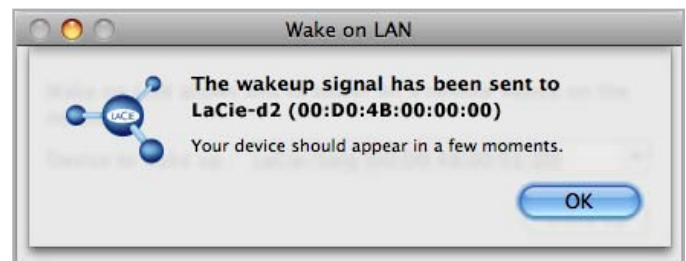 Wake on LAN
The wakeup signal has been sent to
LACIE
LaCie-d2 (00:D0:4B:00:00:00)
Your device should appear in a few moments.
OK